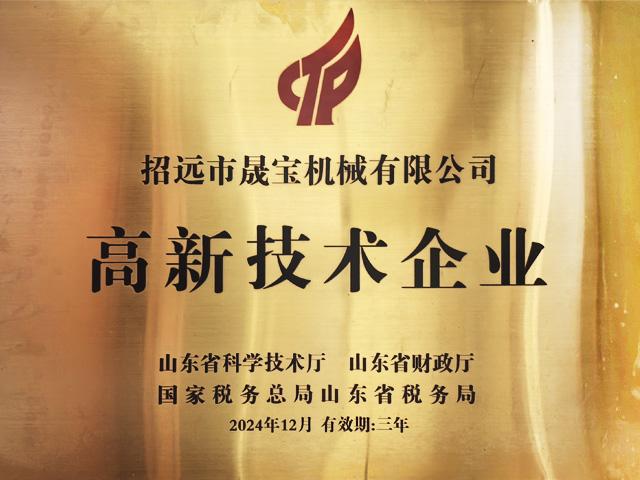 CTP
招远市晟宝机械有限公司
高新技术企业
山东省科学技术厅 山东省财政厅
国家税务总局山东省税务局
2024年12月 有效期:三年